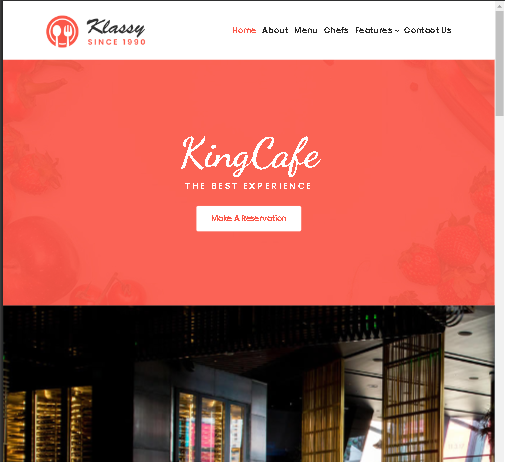 Klassy
SINCE 1990
Home About Menu Chefs Features Contact Us
KingCafe
THE BEST EXPERIENCE
Make A Reservation